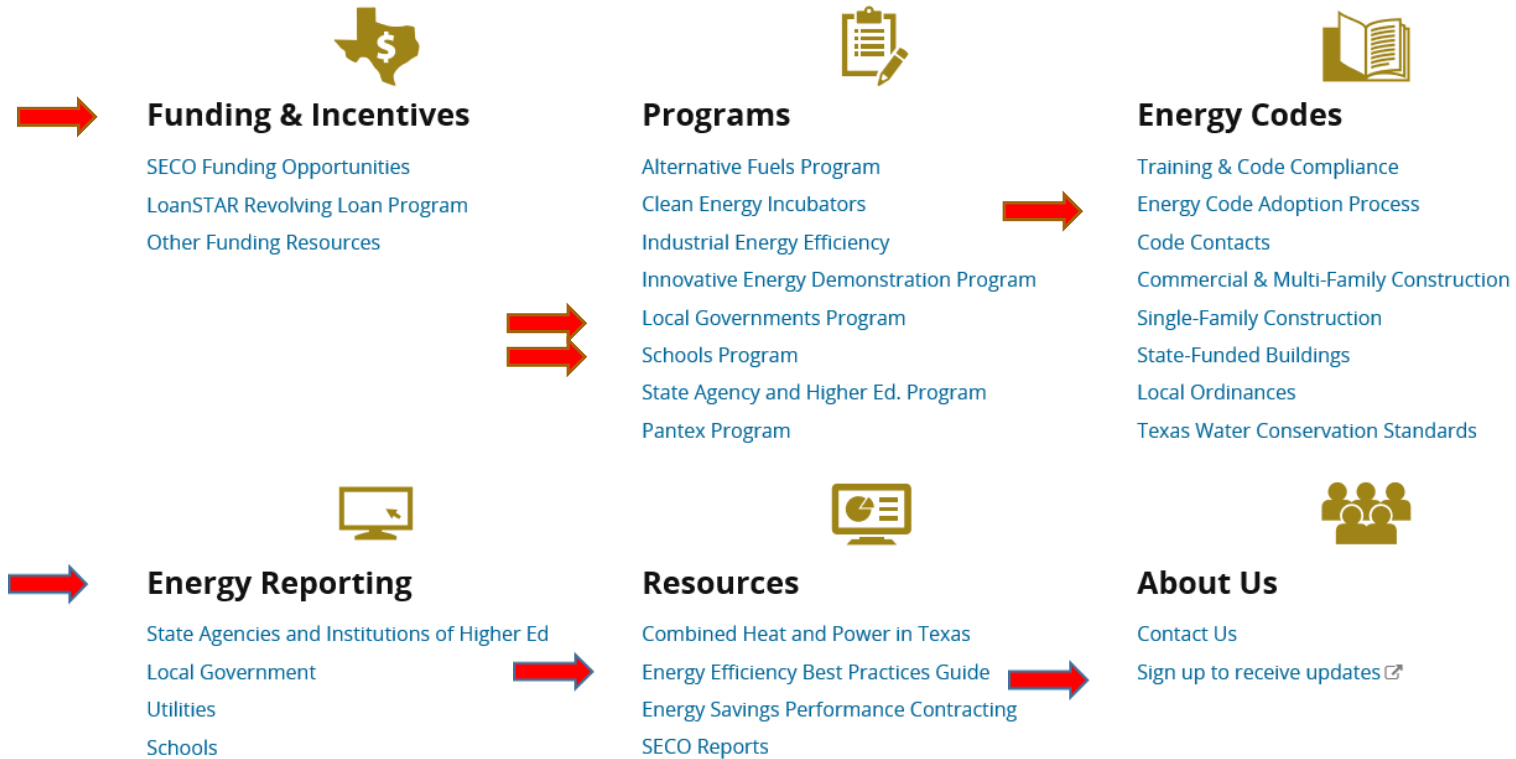 $
Funding & Incentives
SECO Funding Opportunities
LoanSTAR Revolving Loan Program
Other Funding Resources
Programs
Alternative Fuels Program
Clean Energy Incubators
Industrial Energy Efficiency
Innovative Energy Demonstration Program
Local Governments Program
Schools Program
State Agency and Higher Ed. Program
Pantex Program
Energy Codes
Training & Code Compliance
Energy Code Adoption Process
Code Contacts
Commercial & Multi-Family Construction
Single-Family Construction
State-Funded Buildings
Local Ordinances
Texas Water Conservation Standards
Energy Reporting
State Agencies and Institutions of Higher Ed
Local Government
Utilities
Schools
Resources
Combined Heat and Power in Texas
Energy Efficiency Best Practices Guide
Energy Savings Performance Contracting
SECO Reports
About Us
Contact Us
Sign up to receive updates